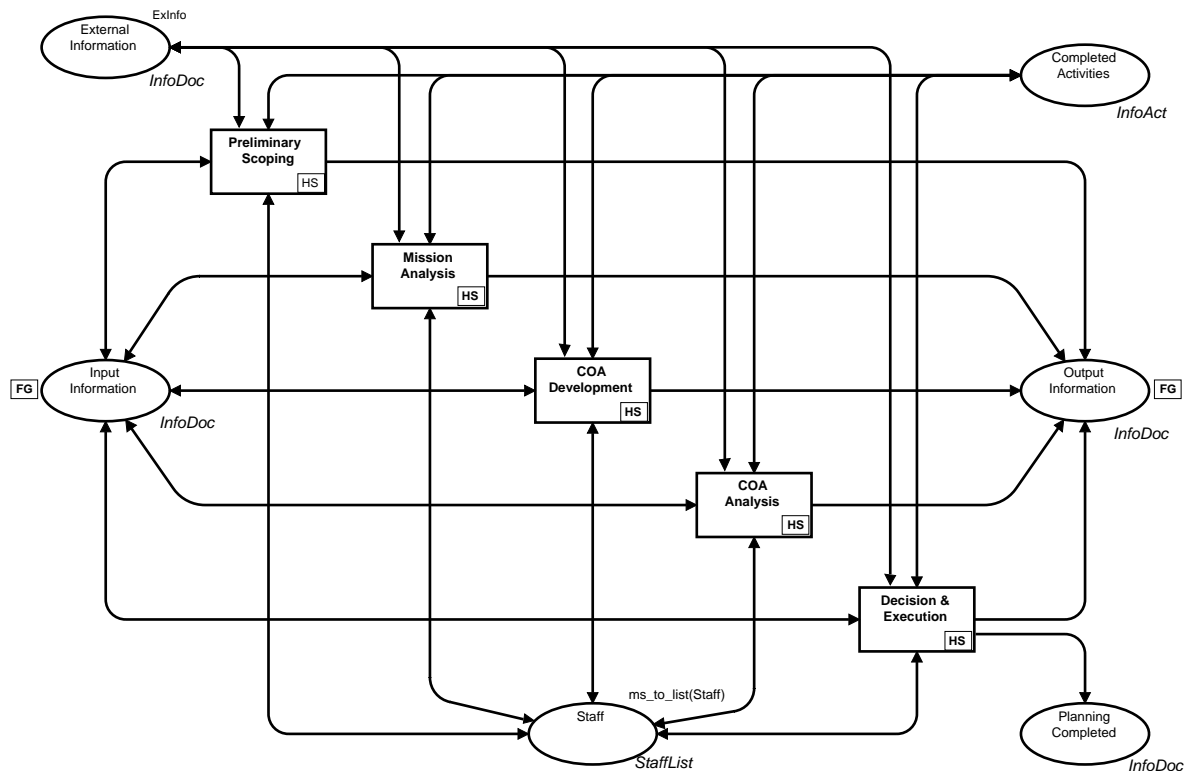 ExInfo
External
Information
InfoDoc
Completed
Activities
InfoAct
Preliminary
Scoping
HS
Mission
Analysis
HS
FG
Input
Information
InfoDoc
COA
Development
HS
Output
Information
FG
InfoDoc
COA
Analysis
HS
Decision &
Execution
HS
ms_to_list(Staff)
Staff
StaffList
Planning
Completed
InfoDoc